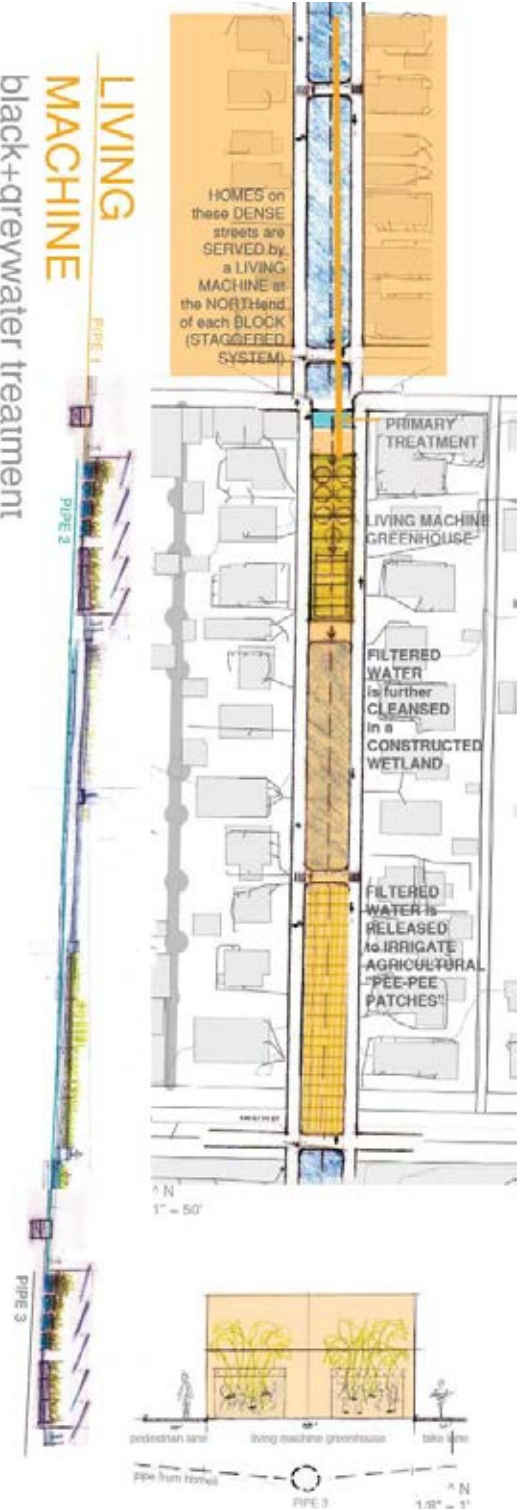 LIVING
MACHINE
black+greywater treatment
PIPE 1
PIPE 2
PIPE 3
HOMES on
these DENSE
streets are
SERVED by
a LIVING
MACHINE at
the NORTHend
of each BLOCK
(STAGGERED
SYSTEM)
PRIMARY
TREATMENT
LIVING MACHINE
GREENHOUSE
FILTERED
WATER
is further
CLEANSED
in a
CONSTRUCTED
WETLAND
FILTERED
WATER is
RELEASED
to IRRIGATE
AGRICULTURAL
"PEE-PEE
PATCHES"
^ N
1" = 50'
pedestrian lane
living machine greenhouse
bike lane
pipe from homes
PIPE 3
^ N
1/8" = 1'